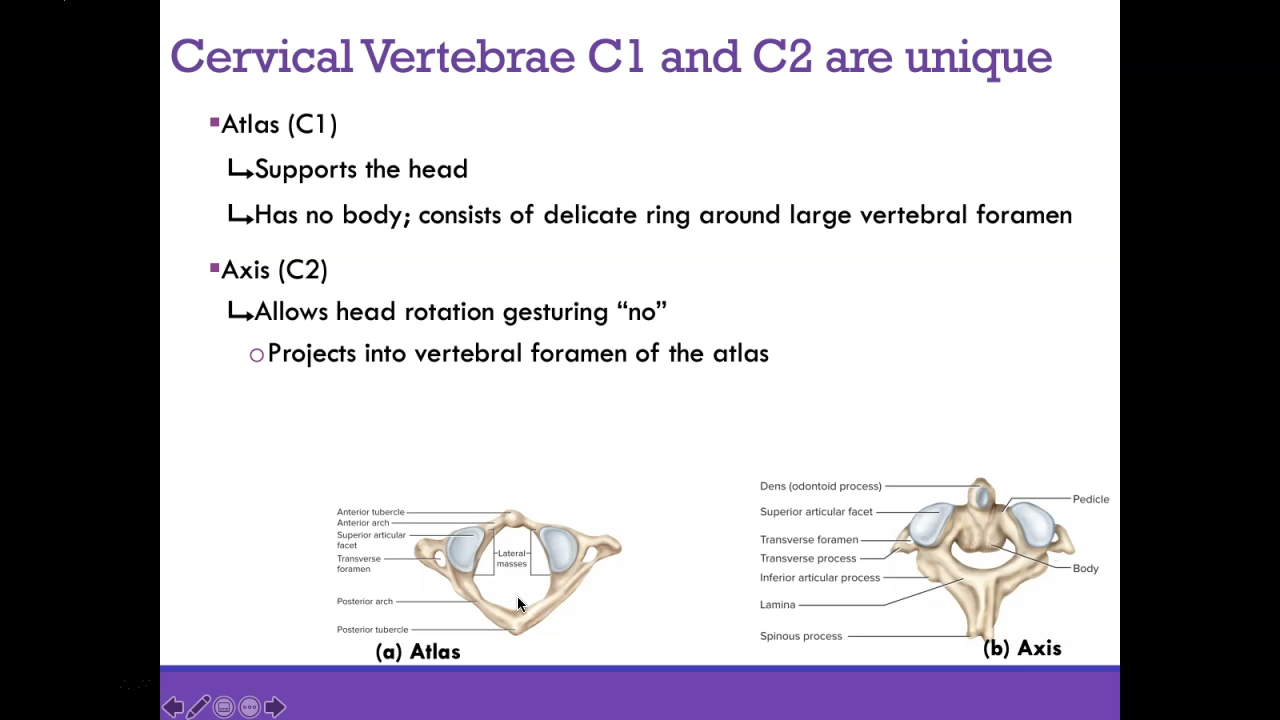 Cervical Vertebrae C1 and C2 are unique
▪Atlas (C1)
↳Supports the head
↳Has no body; consists of delicate ring around large vertebral foramen
▪Axis (C2)
↳Allows head rotation gesturing “no”
○Projects into vertebral foramen of the atlas
Anterior tubercle
Anterior arch
Superior articular
facet
Transverse
foramen
Lateral
masses
Posterior arch
Posterior tubercle
(a) Atlas
Dens (odontoid process)
Superior articular facet
Transverse foramen
Transverse process
Inferior articular process
Lamina
Spinous process
Pedicle
Body
(b) Axis